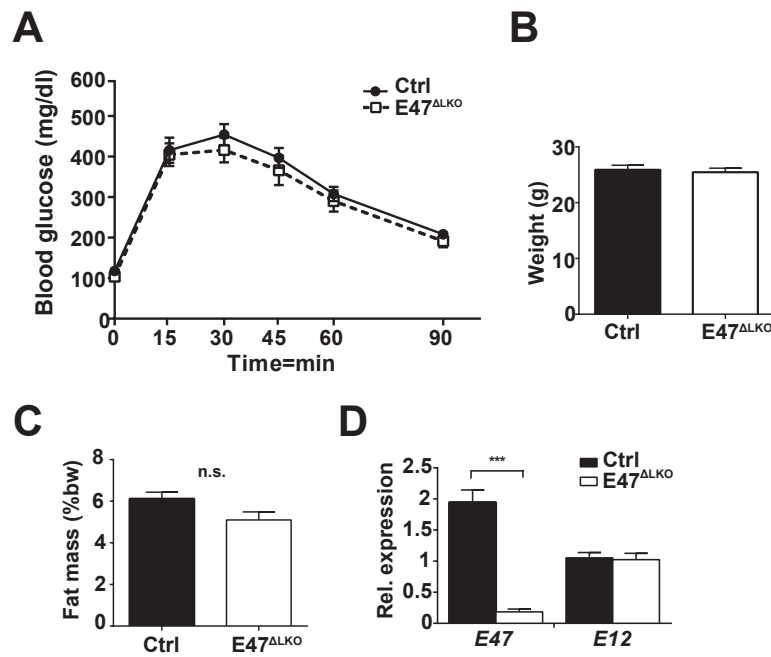 A
Blood glucose (mg/dl)
600
500
400
300
200
100
0
0 15 30 45 60 90
Time=min
Ctrl
E47ΔLKO
B
Weight (g)
30
20
10
0
Ctrl E47ΔLKO
C
Fat mass (%bw)
8
6
4
2
0
n.s.
Ctrl E47ΔLKO
D
Rel. expression
2.5
2
1.5
1
0.5
0
***
Ctrl
E47ΔLKO
E47 E12